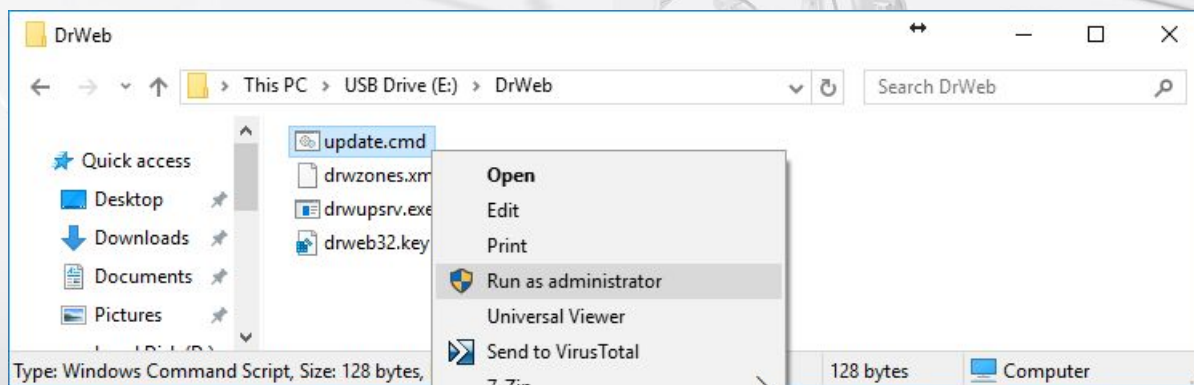 DrWeb
This PC > USB Drive (E:) > DrWeb
Search DrWeb
Quick access
Desktop
Downloads
Documents
Pictures
update.cmd
drwzones.xm
drwupsrv.exe
drweb32.key
Open
Edit
Print
Run as administrator
Universal Viewer
Send to VirusTotal
7-Zip
Type: Windows Command Script, Size: 128 bytes,
128 bytes
Computer